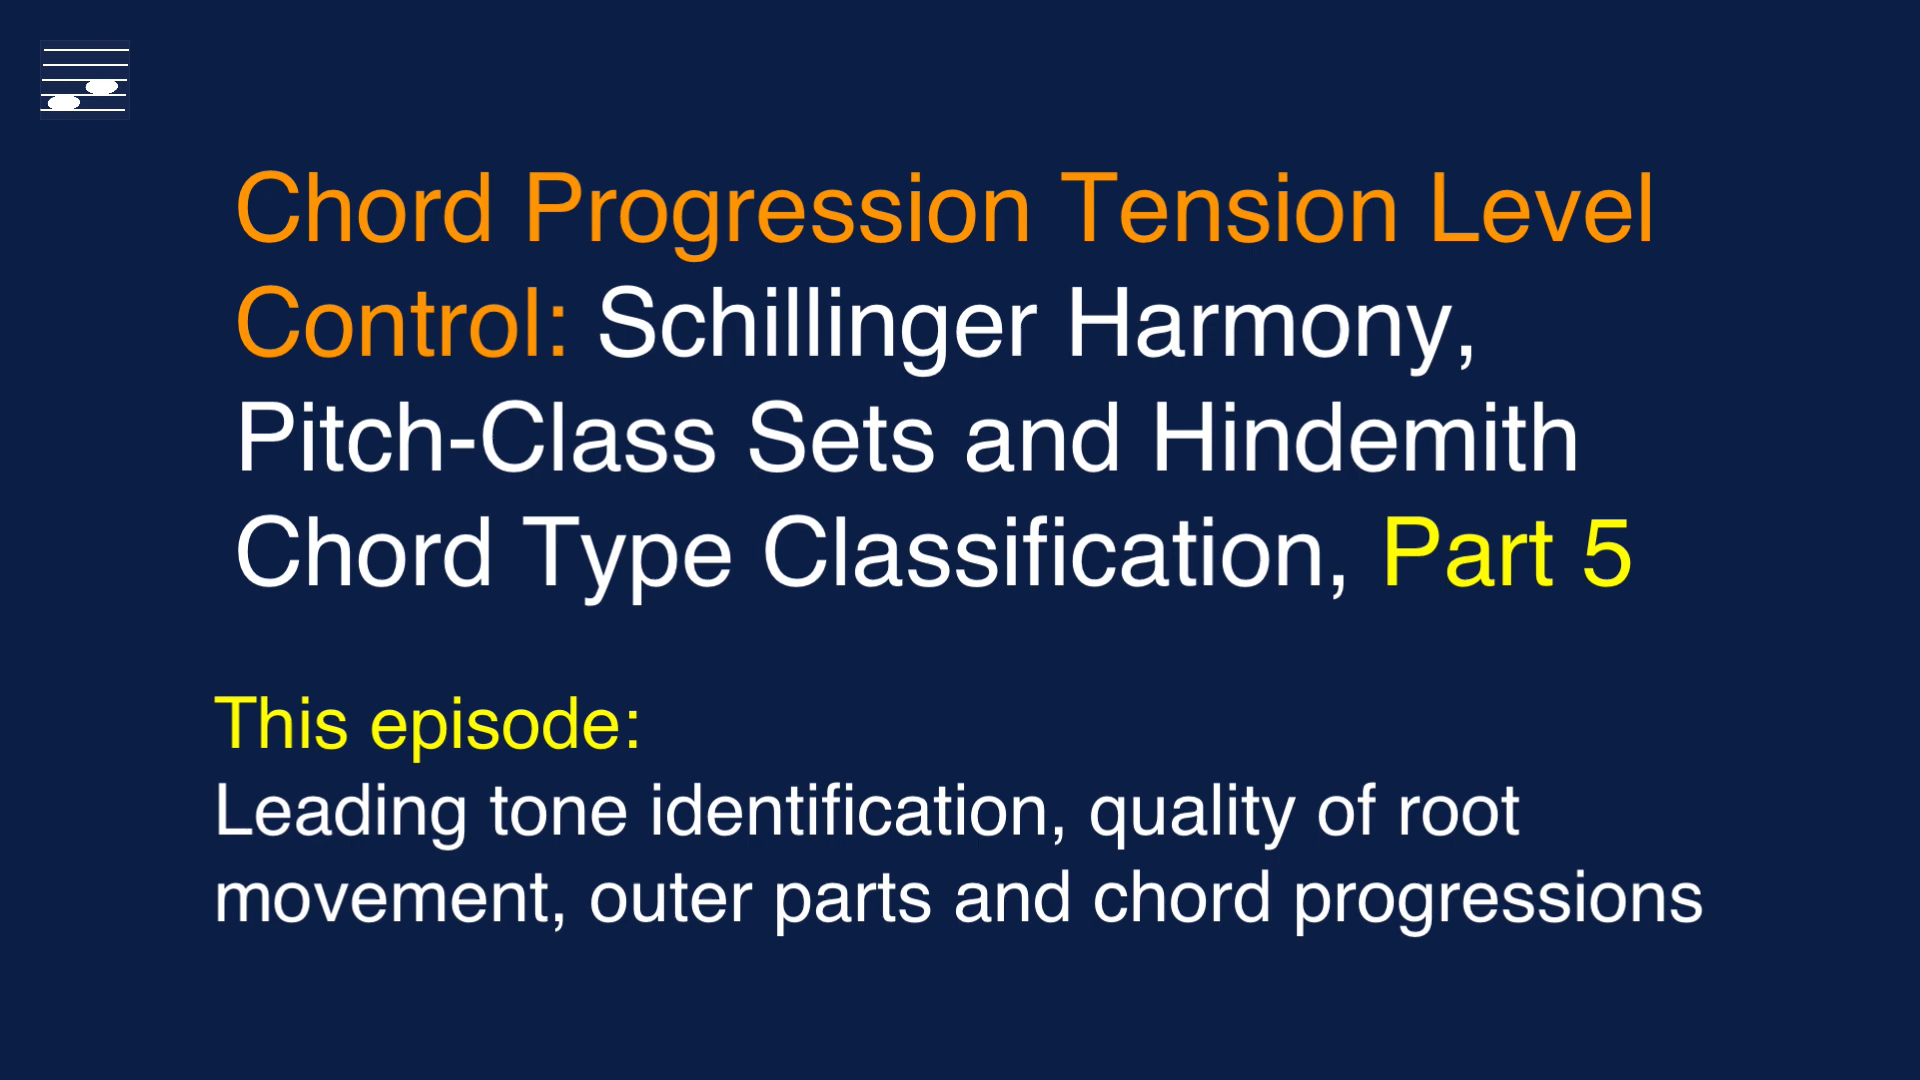 Chord Progression Tension Level
Control: Schillinger Harmony,
Pitch-Class Sets and Hindemith
Chord Type Classification, Part 5
This episode:
Leading tone identification, quality of root
movement, outer parts and chord progressions